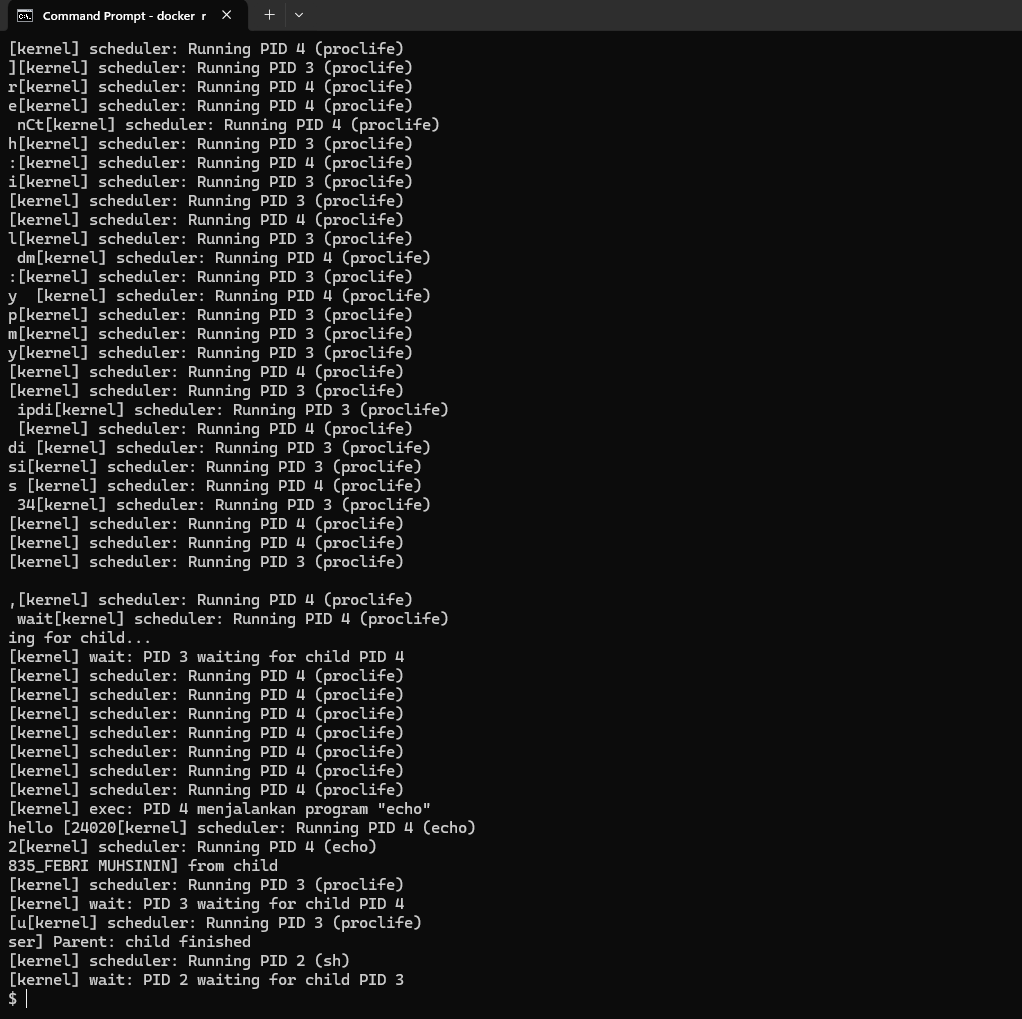 Command Prompt - docker r
[kernel] scheduler: Running PID 4 (proclife)
][kernel] scheduler: Running PID 3 (proclife)
r[kernel] scheduler: Running PID 4 (proclife)
e[kernel] scheduler: Running PID 4 (proclife)
 nCt[kernel] scheduler: Running PID 4 (proclife)
h[kernel] scheduler: Running PID 3 (proclife)
:[kernel] scheduler: Running PID 4 (proclife)
i[kernel] scheduler: Running PID 3 (proclife)
[kernel] scheduler: Running PID 3 (proclife)
[kernel] scheduler: Running PID 4 (proclife)
l[kernel] scheduler: Running PID 3 (proclife)
 dm[kernel] scheduler: Running PID 4 (proclife)
:[kernel] scheduler: Running PID 3 (proclife)
y  [kernel] scheduler: Running PID 4 (proclife)
p[kernel] scheduler: Running PID 3 (proclife)
m[kernel] scheduler: Running PID 3 (proclife)
y[kernel] scheduler: Running PID 3 (proclife)
[kernel] scheduler: Running PID 4 (proclife)
[kernel] scheduler: Running PID 3 (proclife)
 ipdi[kernel] scheduler: Running PID 3 (proclife)
 [kernel] scheduler: Running PID 4 (proclife)
di [kernel] scheduler: Running PID 3 (proclife)
si[kernel] scheduler: Running PID 3 (proclife)
s [kernel] scheduler: Running PID 4 (proclife)
 34[kernel] scheduler: Running PID 3 (proclife)
[kernel] scheduler: Running PID 4 (proclife)
[kernel] scheduler: Running PID 4 (proclife)
[kernel] scheduler: Running PID 3 (proclife)
,[kernel] scheduler: Running PID 4 (proclife)
 wait[kernel] scheduler: Running PID 4 (proclife)
ing for child...
[kernel] wait: PID 3 waiting for child PID 4
[kernel] scheduler: Running PID 4 (proclife)
[kernel] scheduler: Running PID 4 (proclife)
[kernel] scheduler: Running PID 4 (proclife)
[kernel] scheduler: Running PID 4 (proclife)
[kernel] scheduler: Running PID 4 (proclife)
[kernel] scheduler: Running PID 4 (proclife)
[kernel] scheduler: Running PID 4 (proclife)
[kernel] exec: PID 4 menjalankan program "echo"
hello [24020[kernel] scheduler: Running PID 4 (echo)
2[kernel] scheduler: Running PID 4 (echo)
835_FEBRI MUHSININ] from child
[kernel] scheduler: Running PID 3 (proclife)
[kernel] wait: PID 3 waiting for child PID 4
[u[kernel] scheduler: Running PID 3 (proclife)
ser] Parent: child finished
[kernel] scheduler: Running PID 2 (sh)
[kernel] wait: PID 2 waiting for child PID 3
$